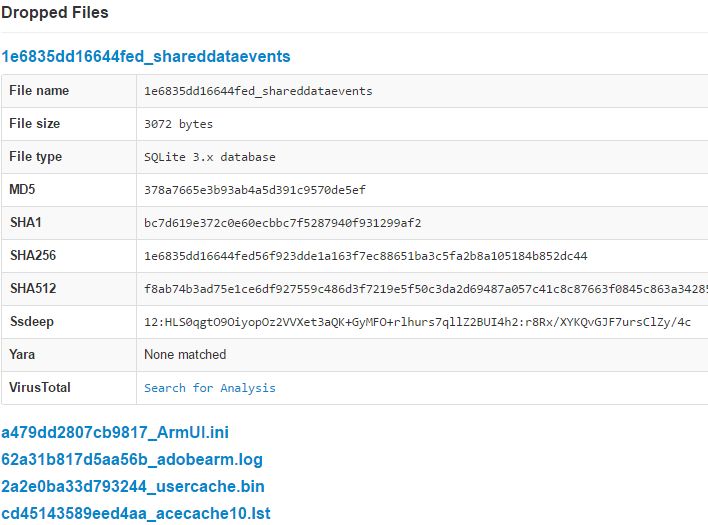 Dropped Files
1e6835dd16644fed_shareddataevents
File name 1e6835dd16644fed_shareddataevents
File size 3072 bytes
File type SQLite 3.x database
MD5 378a7665e3b93ab4a5d391c9570de5ef
SHA1 bc7d619e372c0e60ecbbc7f5287940f931299af2
SHA256 1e6835dd16644fed56f923dde1a163f7ec88651ba3c5fa2b8a105184b852dc44
SHA512 f8ab74b3ad75e1ce6df927559c486d3f7219e5f50c3da2d69487a057c41c8c87663f0845c863a34285
Ssdeep 12:HLS0qgtO9OiyopOz2VVXet3aQK+GyMFO+rlhurs7qllZ2BUI4h2:r8Rx/XYKQvGJF7ursClZy/4c
Yara None matched
VirusTotal Search for Analysis
a479dd2807cb9817_ArmUI.ini
62a31b817d5aa56b_adobearm.log
2a2e0ba33d793244_usercache.bin
cd45143589eed4aa_acecache10.lst